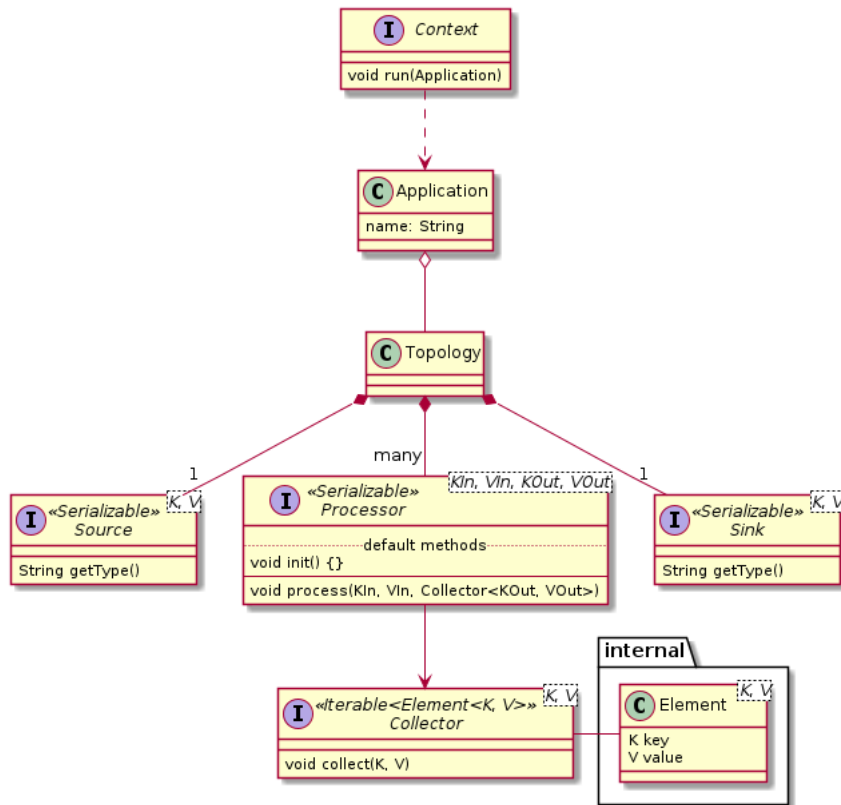 I Context
void run(Application)
C Application
name: String
C Topology
1
many
1
I «Serializable»
Source
K, V
String getType()
I «Serializable»
Processor
KIn, VIn, KOut, VOut
default methods
void init() {}
void process(KIn, VIn, Collector<KOut, VOut>)
I «Serializable»
Sink
K, V
String getType()
I «Iterable<Element<K, V>»
Collector
K, V
void collect(K, V)
internal
C Element
K, V
K key
V value